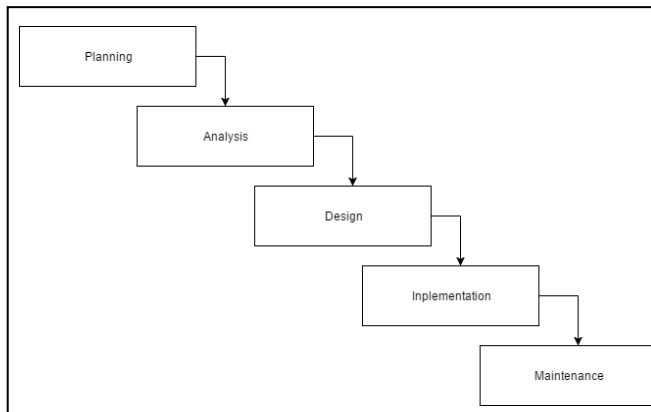 Planning
Analysis
Design
Inplementation
Maintenance